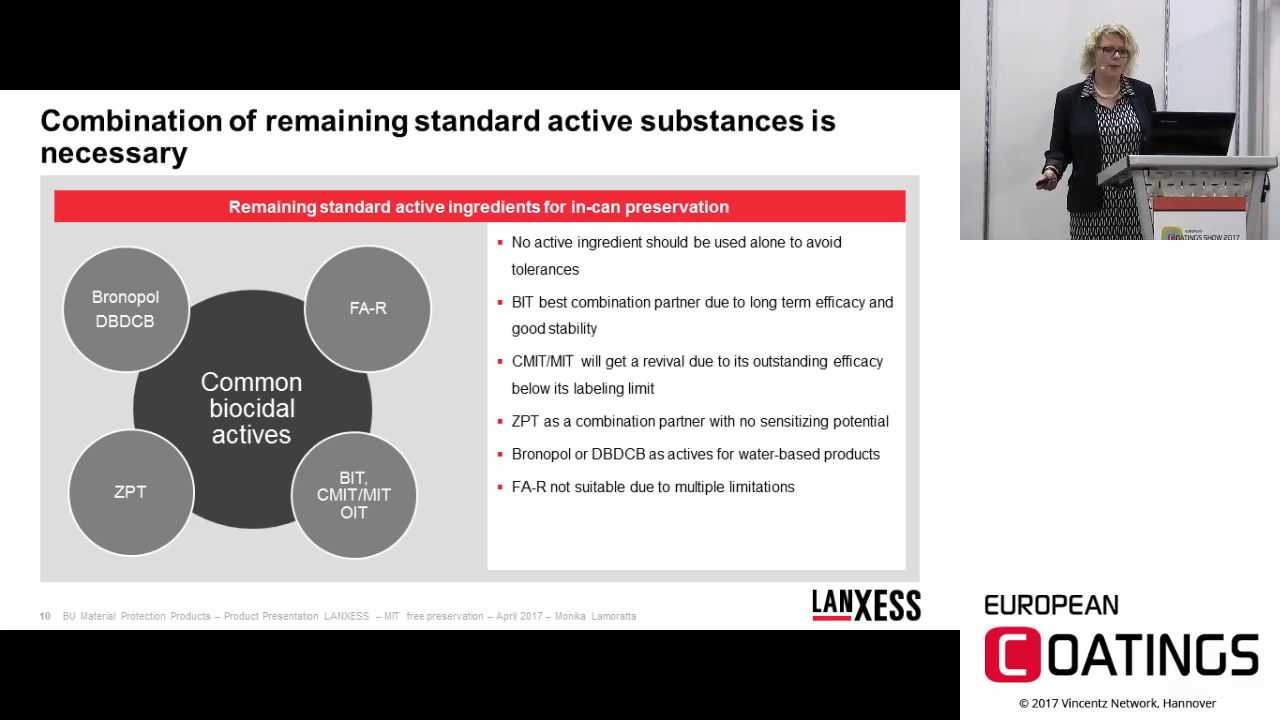 Combination of remaining standard active substances is
necessary
Remaining standard active ingredients for in-can preservation
Bronopol
DBDCB
FA-R
Common
biocidal
actives
ZPT
BIT,
CMIT/MIT
OIT
▪ No active ingredient should be used alone to avoid
tolerances
▪ BIT best combination partner due to long term efficacy and
good stability
▪ CMIT/MIT will get a revival due to its outstanding efficacy
below its labeling limit
▪ ZPT as a combination partner with no sensitizing potential
▪ Bronopol or DBDCB as actives for water-based products
▪ FA-R not suitable due to multiple limitations
10 BU Material Protection Products – Product Presentation LANXESS – MIT free preservation – April 2017 – Monika Lamoratta
LANXESS
EUROPEAN
COATINGS SHOW 2017
EUROPEAN
COATINGS
© 2017 Vincentz Network, Hannover